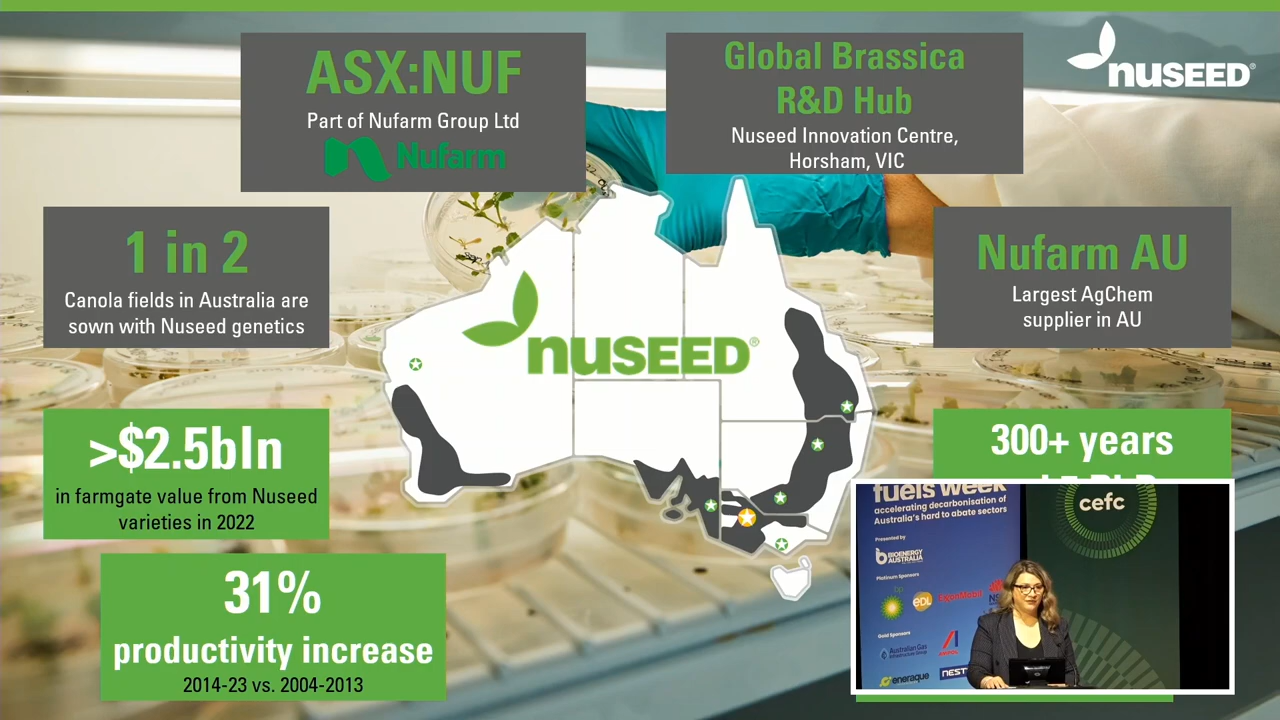 ASX:NUF
Part of Nufarm Group Ltd
Nufarm
Global Brassica
R&D Hub
Nuseed Innovation Centre,
Horsham, VIC
nuseed®
1 in 2
Canola fields in Australia are
sown with Nuseed genetics
nuseed®
Nufarm AU
Largest AgChem
supplier in AU
>$2.5bln
in farmgate value from Nuseed
varieties in 2022
300+ years
31%
productivity increase
2014-23 vs. 2004-2013
fuels week
accelerating decarbonisation of
Australia's hard to abate sectors
Presented by
BIOENERGY
AUSTRALIA
Platinum Sponsors
bp
EDL
ExxonMobil
Gold Sponsors
Australian Gas
Infrastructure Group
eneraque
cefc